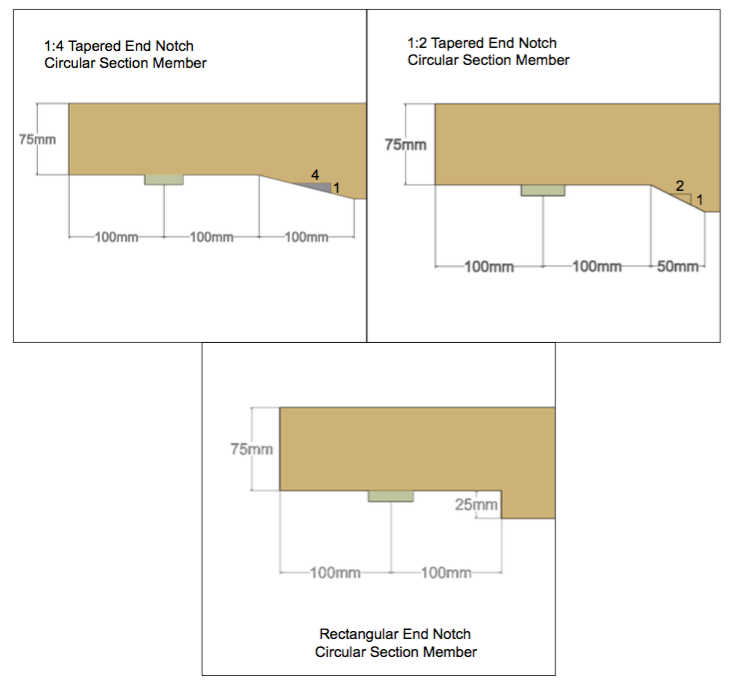 1:4 Tapered End Notch
Circular Section Member
75mm
4
1
100mm
100mm
100mm
1:2 Tapered End Notch
Circular Section Member
75mm
2
1
100mm
100mm
50mm
75mm
25mm
100mm
100mm
Rectangular End Notch
Circular Section Member